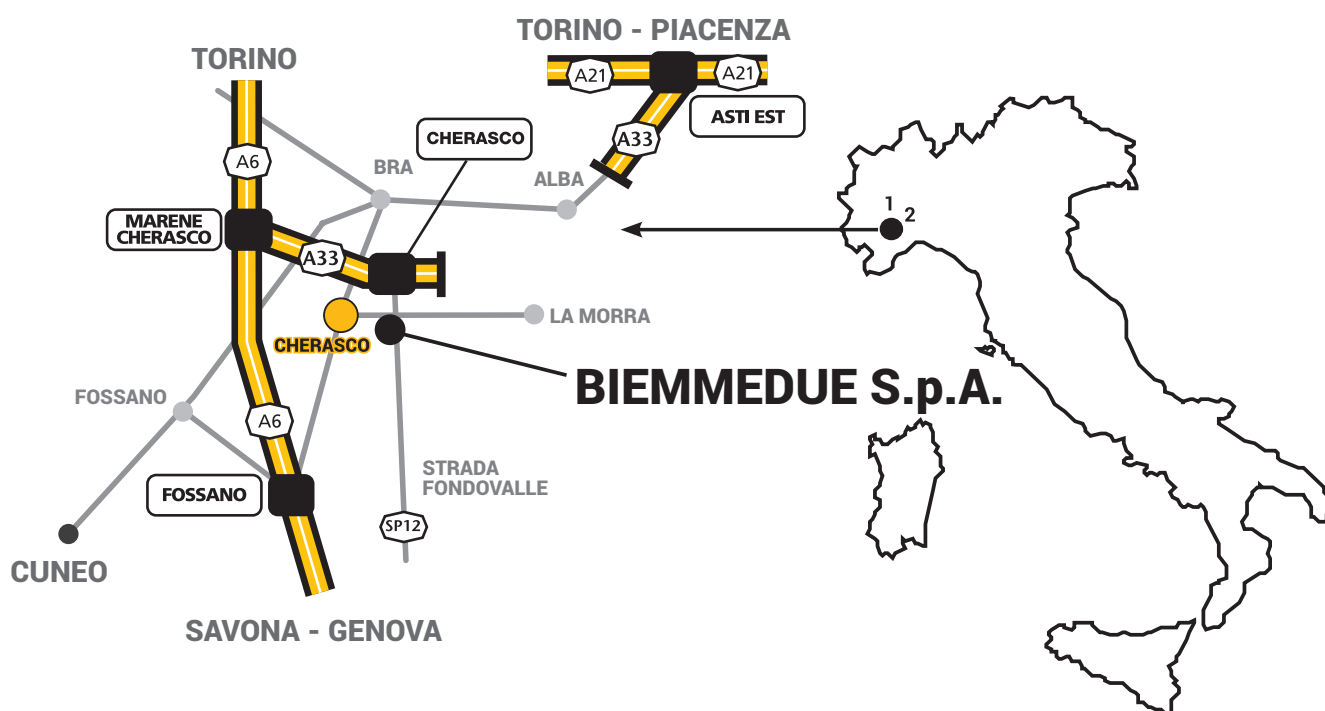 TORINO - PIACENZA
TORINO
A21
A21
ASTI EST
CHERASCO
A33
A6
BRA
ALBA
MARENE
CHERASCO
A33
1
2
LA MORRA
CHERASCO
BIEMMEDUE S.p.A.
FOSSANO
A6
STRADA
FONDOVALLE
FOSSANO
SP12
CUNEO
SAVONA - GENOVA